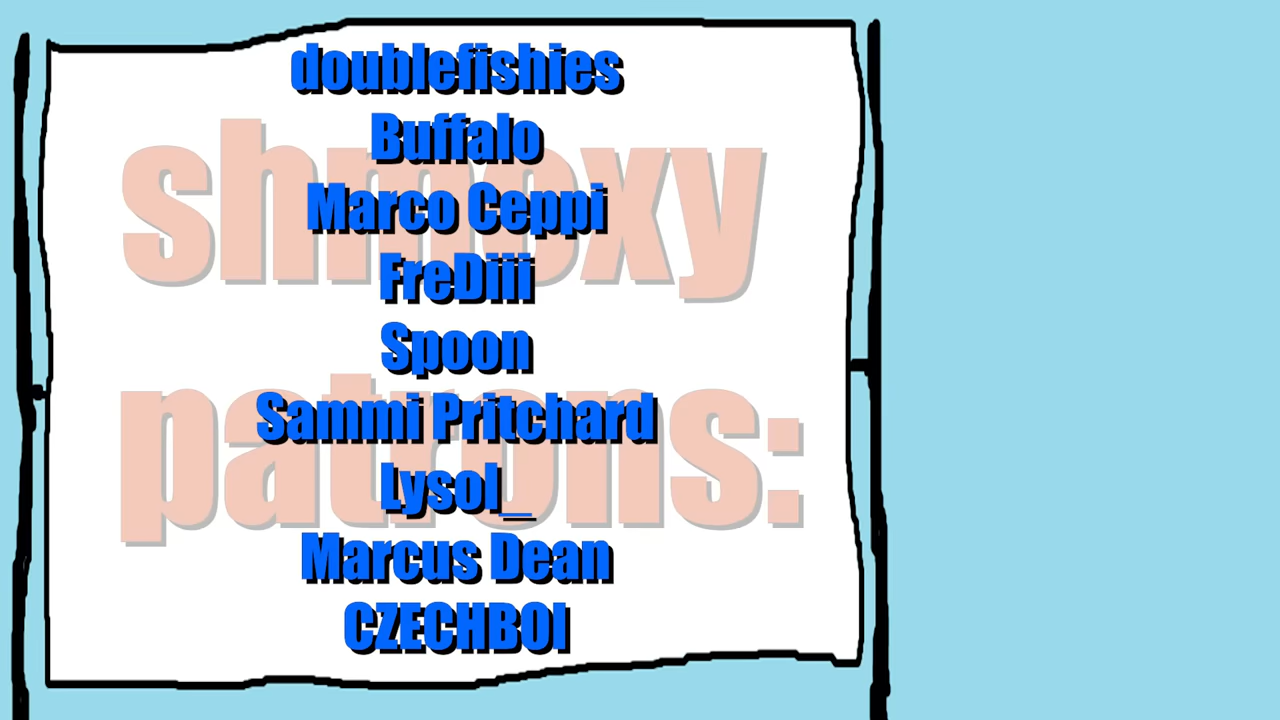 shmoxy
patrons:
doublefishies
Buffalo
Marco Ceppi
FreDiii
Spoon
Sammi Pritchard
Lysol_
Marcus Dean
CZECHBOI